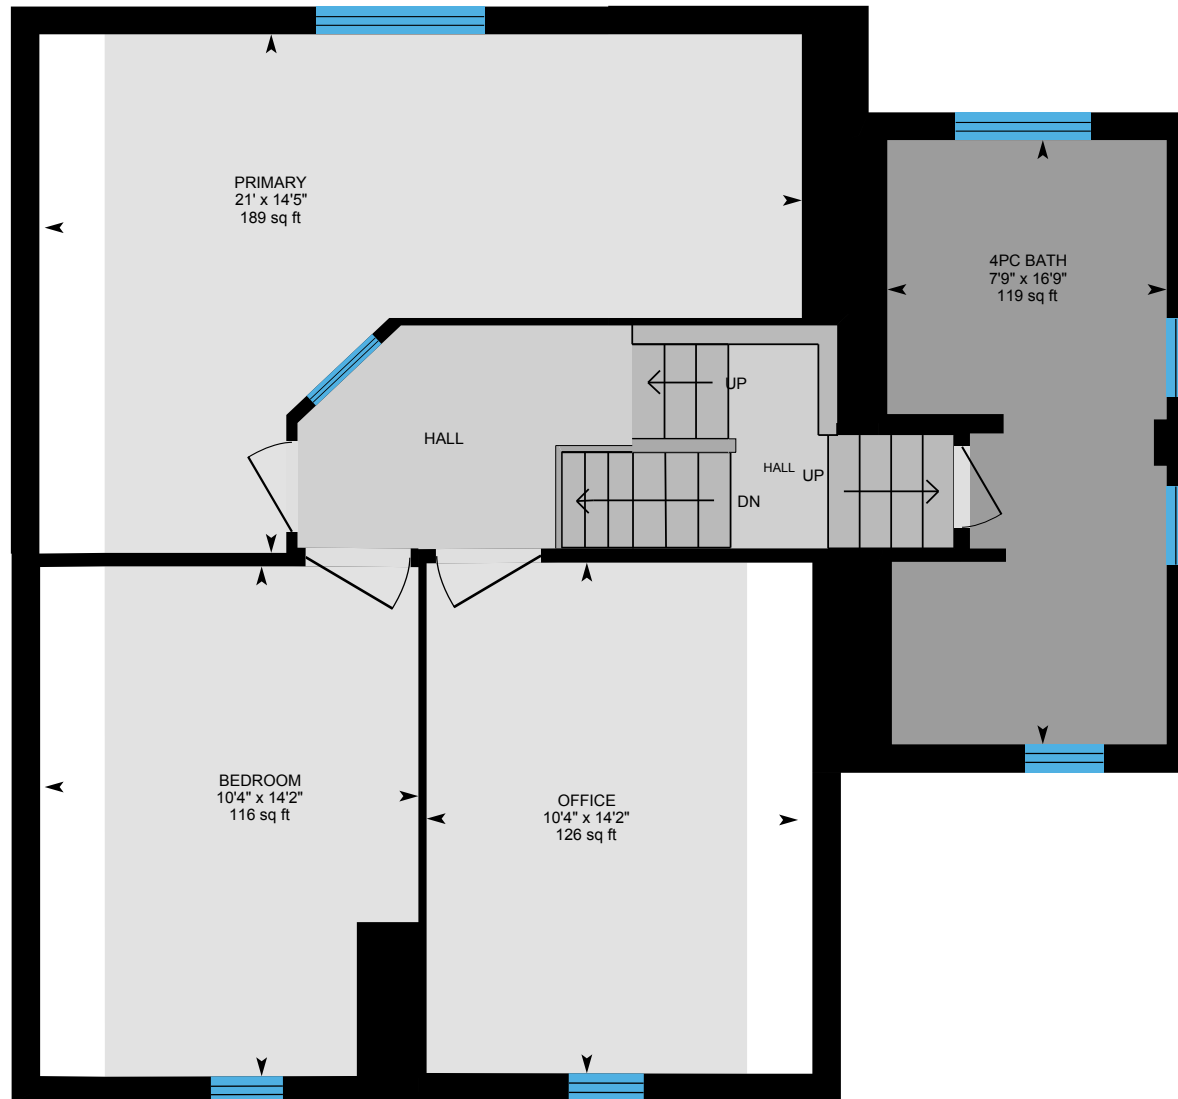 PRIMARY
21' x 14'5"
189 sq ft
4PC BATH
7'9" x 16'9"
119 sq ft
UP
HALL
HALL
UP
DN
BEDROOM
10'4" x 14'2"
116 sq ft
OFFICE
10'4" x 14'2"
126 sq ft